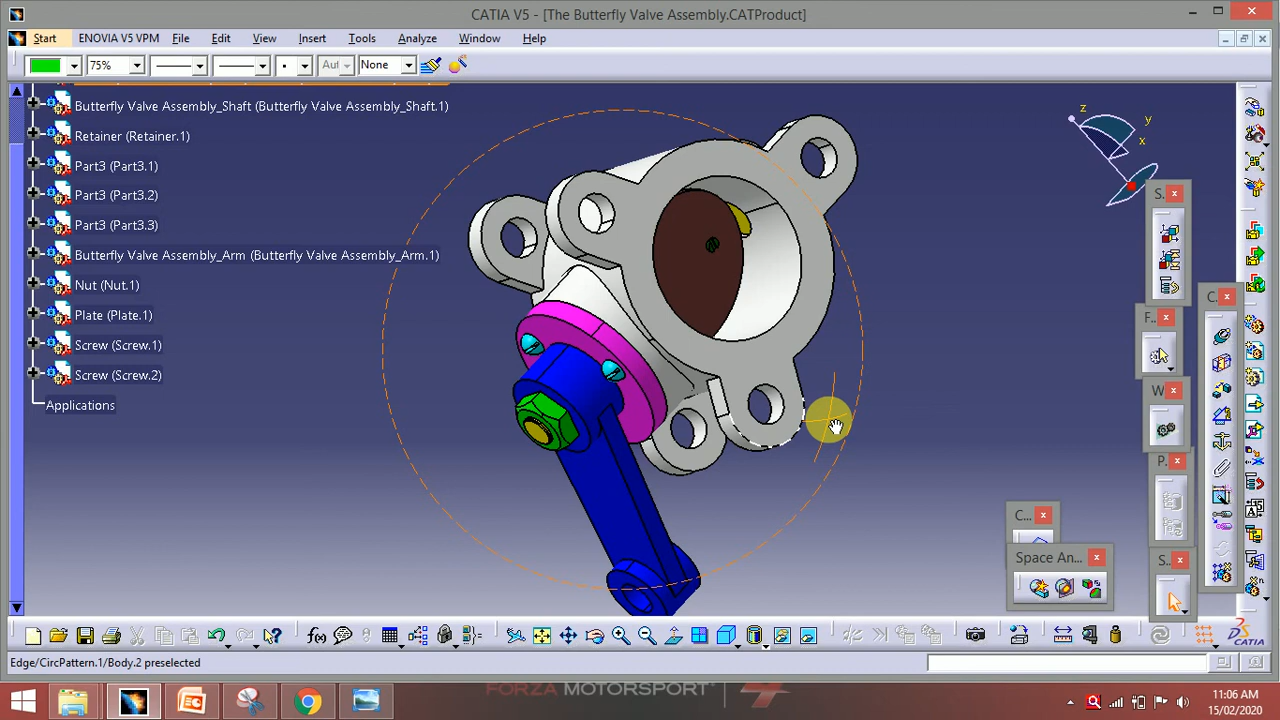 CATIA V5 - [The Butterfly Valve Assembly.CATProduct]
Start ENOVIA V5 VPM File Edit View Insert Tools Analyze Window Help
75% Aut None
Butterfly Valve Assembly_Shaft (Butterfly Valve Assembly_Shaft.1)
Retainer (Retainer.1)
Part3 (Part3.1)
Part3 (Part3.2)
Part3 (Part3.3)
Butterfly Valve Assembly_Arm (Butterfly Valve Assembly_Arm.1)
Nut (Nut.1)
Plate (Plate.1)
Screw (Screw.1)
Screw (Screw.2)
Applications
z
y
x
S.
C.
F..
W
P.
C...
Space An...
S.
f(x)
CATIA
Edge/CircPattern.1/Body.2 preselected
FORZA MOTORSPORT
11:06 AM
15/02/2020